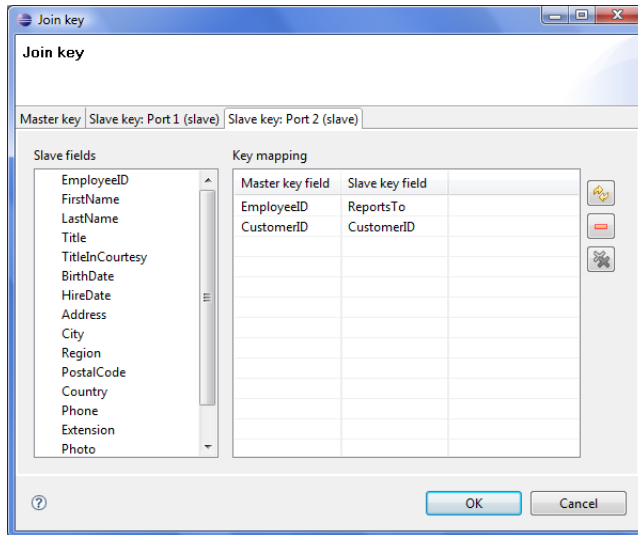 Join key
Join key
Master key Slave key: Port 1 (slave) Slave key: Port 2 (slave)
Slave fields
EmployeeID
FirstName
LastName
Title
TitleInCourtesy
BirthDate
HireDate
Address
City
Region
PostalCode
Country
Phone
Extension
Photo
Key mapping
Master key field Slave key field
EmployeeID ReportsTo
CustomerID CustomerID
OK Cancel